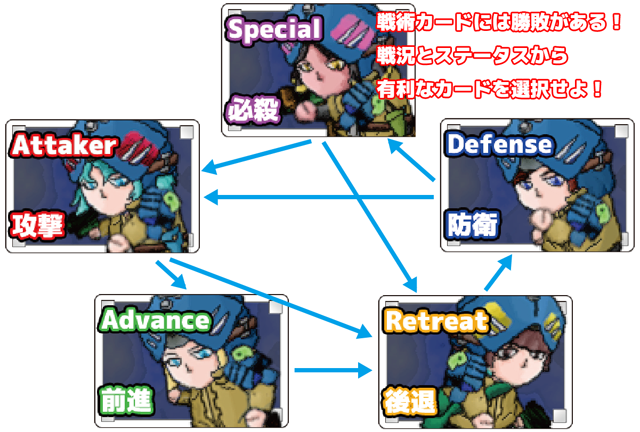 Special
必殺
戦術カードには勝敗がある！
戦況とステータスから
有利なカードを選択せよ！
Attaker
攻撃
Defense
防衛
Advance
前進
Retreat
後退